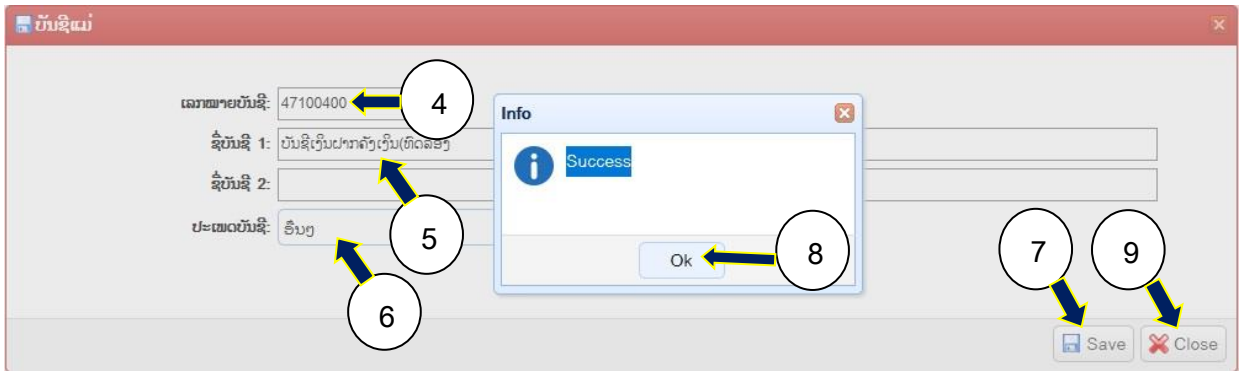 ບັນຊີແມ່
ເລກໝາຍບັນຊີ: 47100400 4
ຊື່ບັນຊີ 1: ບັນຊີເງິນຝາກຄັງເງິນ(ທົດລອງ
ຊື່ບັນຊີ 2:
ປະເພດບັນຊີ: ອື່ນໆ
5
6
Info
Success
Ok 8
7 9
Save Close